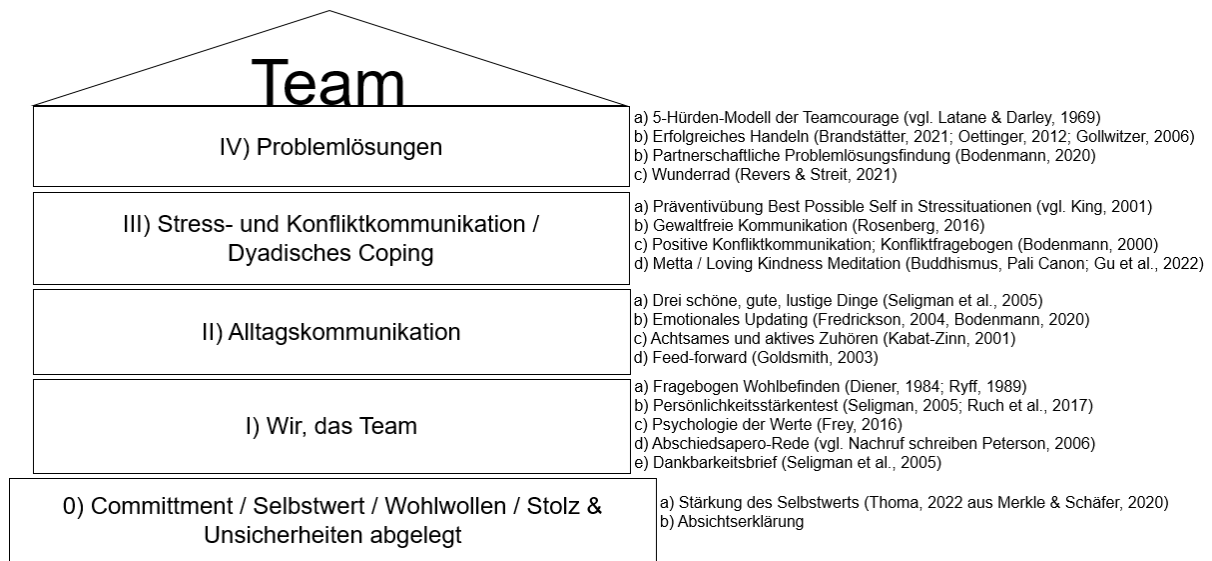 Team
IV) Problemlösungen
a) 5-Hürden-Modell der Teamcourage (vgl. Latane & Darley, 1969)
b) Erfolgreiches Handeln (Brandstätter, 2021; Oettinger, 2012; Gollwitzer, 2006)
b) Partnerschaftliche Problemlösungsfindung (Bodenmann, 2020)
c) Wunderrad (Revers & Streit, 2021)
III) Stress- und Konfliktkommunikation /
Dyadisches Coping
a) Präventivübung Best Possible Self in Stressituationen (vgl. King, 2001)
b) Gewaltfreie Kommunikation (Rosenberg, 2016)
c) Positive Konfliktkommunikation; Konfliktfragebogen (Bodenmann, 2000)
d) Metta / Loving Kindness Meditation (Buddhismus, Pali Canon; Gu et al., 2022)
II) Alltagskommunikation
a) Drei schöne, gute, lustige Dinge (Seligman et al., 2005)
b) Emotionales Updating (Fredrickson, 2004, Bodenmann, 2020)
c) Achtsames und aktives Zuhören (Kabat-Zinn, 2001)
d) Feed-forward (Goldsmith, 2003)
I) Wir, das Team
a) Fragebogen Wohlbefinden (Diener, 1984; Ryff, 1989)
b) Persönlichkeitsstärkentest (Seligman, 2005; Ruch et al., 2017)
c) Psychologie der Werte (Frey, 2016)
d) Abschiedsapero-Rede (vgl. Nachruf schreiben Peterson, 2006)
e) Dankbarkeitsbrief (Seligman et al., 2005)
0) Committment / Selbstwert / Wohlwollen / Stolz &
Unsicherheiten abgelegt
a) Stärkung des Selbstwerts (Thoma, 2022 aus Merkle & Schäfer, 2020)
b) Absichtserklärung